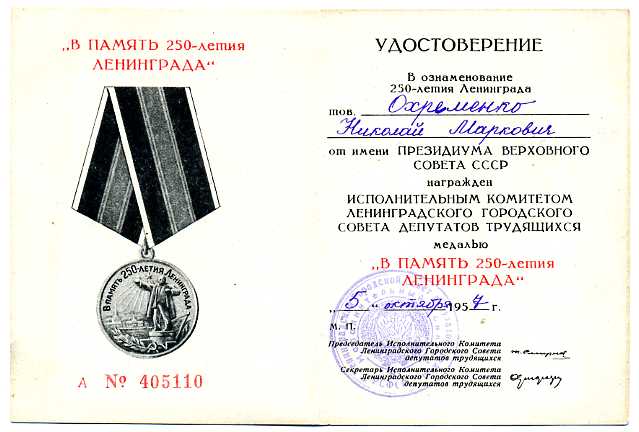 „В ПАМЯТЬ 250-летия
ЛЕНИНГРАДА“
В ПАМЯТЬ 250-ЛЕТИЯ ЛЕНИНГРАДА
А № 405110
УДОСТОВЕРЕНИЕ
В ознаменование
250-летия Ленинграда
тов. Охременко
Николай Маркович
от имени ПРЕЗИДИУМА ВЕРХОВНОГО
СОВЕТА СССР
награжден
ИСПОЛНИТЕЛЬНЫМ КОМИТЕТОМ
ЛЕНИНГРАДСКОГО ГОРОДСКОГО
СОВЕТА ДЕПУТАТОВ ТРУДЯЩИХСЯ
медалью
„В ПАМЯТЬ 250-летия
ЛЕНИНГРАДА“
„5“ октября 1957 г.
М. П.
Председатель Исполнительного Комитета
Ленинградского Городского Совета
депутатов трудящихся
Секретарь Исполнительного Комитета
Ленинградского Городского Совета
депутатов трудящихся